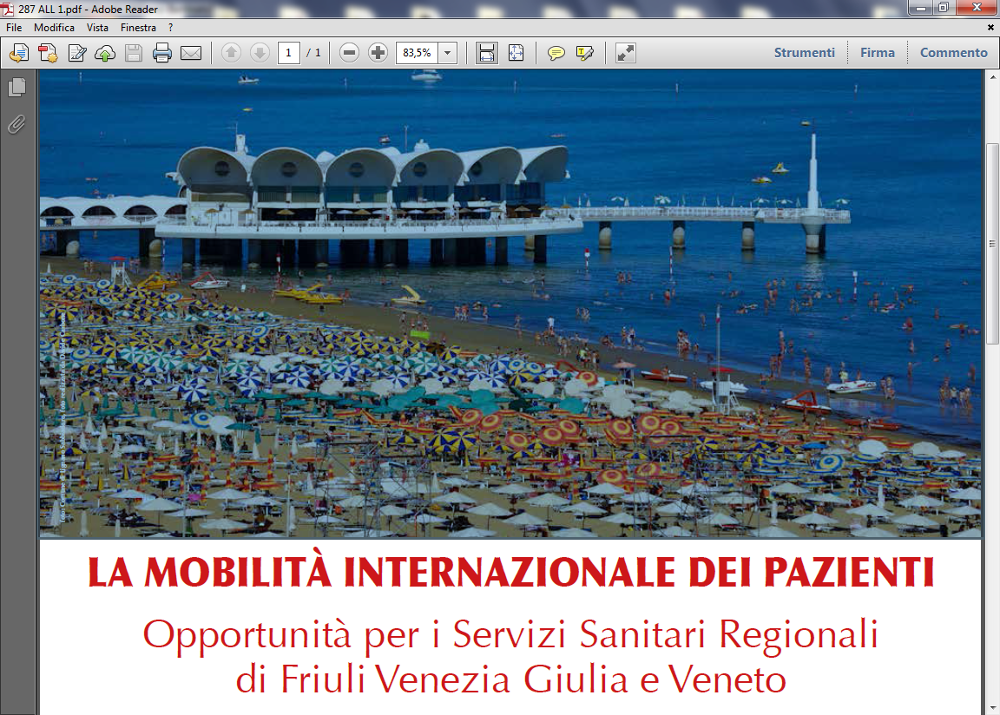 287 ALL 1.pdf - Adobe Reader
File Modifica Vista Finestra ?
1 / 1 83,5% Strumenti Firma Commento
LA MOBILITÀ INTERNAZIONALE DEI PAZIENTI
Opportunità per i Servizi Sanitari Regionali
di Friuli Venezia Giulia e Veneto